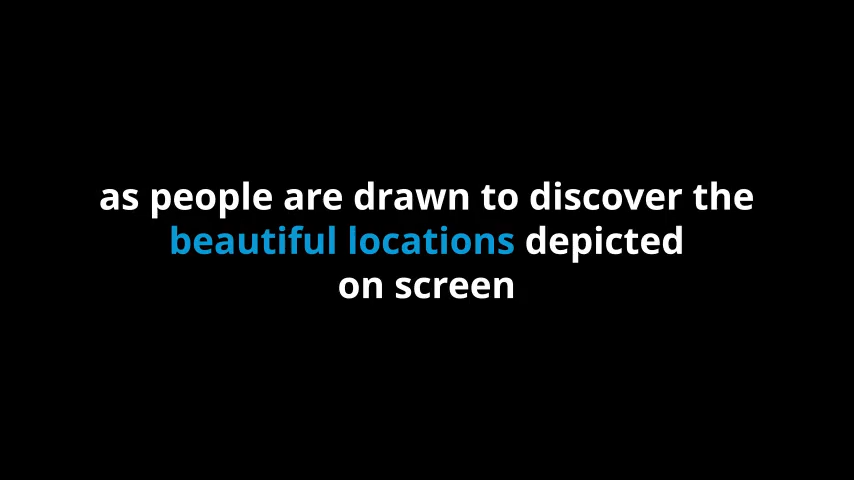 as people are drawn to discover the
beautiful locations depicted
on screen